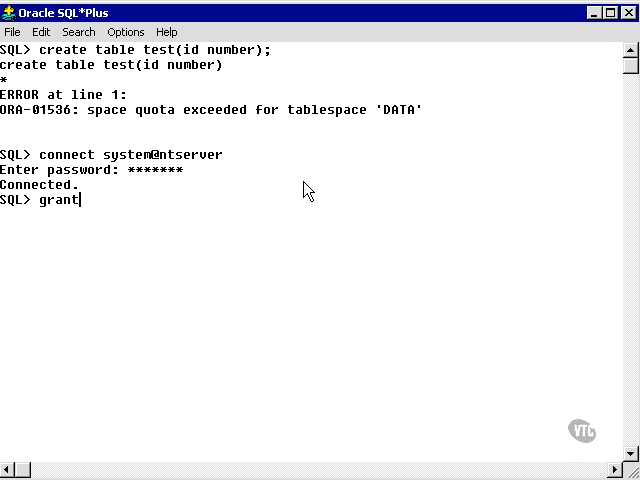 Oracle SQL*Plus
File Edit Search Options Help
SQL> create table test(id number);
create table test(id number)
*
ERROR at line 1:
ORA-01536: space quota exceeded for tablespace 'DATA'
SQL> connect system@ntserver
Enter password: *******
Connected.
SQL> grant
VTC